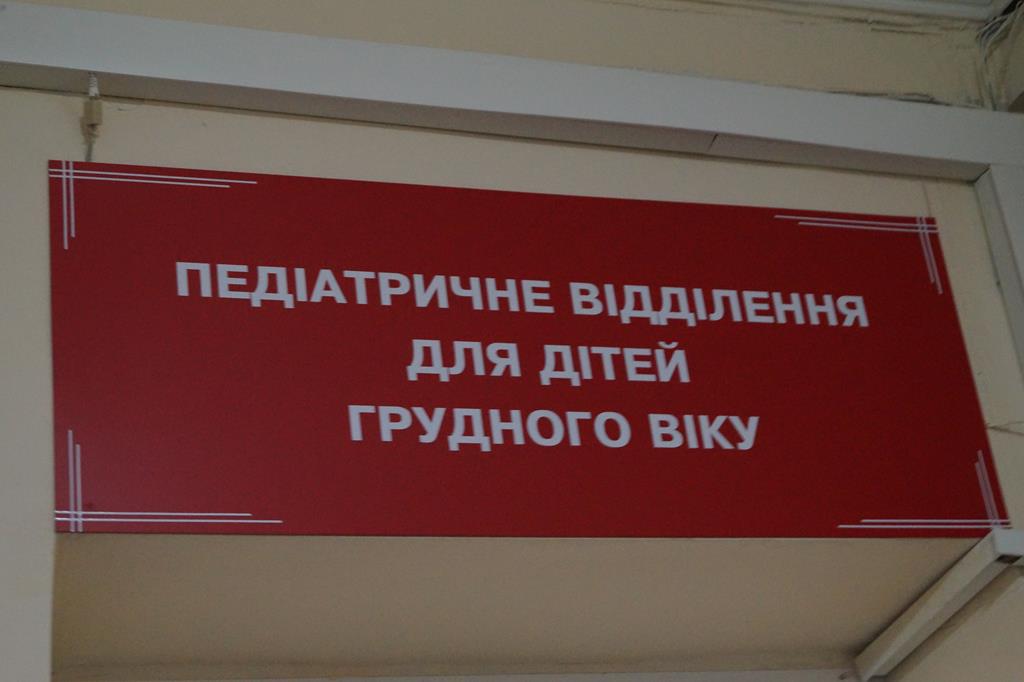 ПЕДІАТРИЧНЕ ВІДДІЛЕННЯ
ДЛЯ ДІТЕЙ
ГРУДНОГО ВІКУ